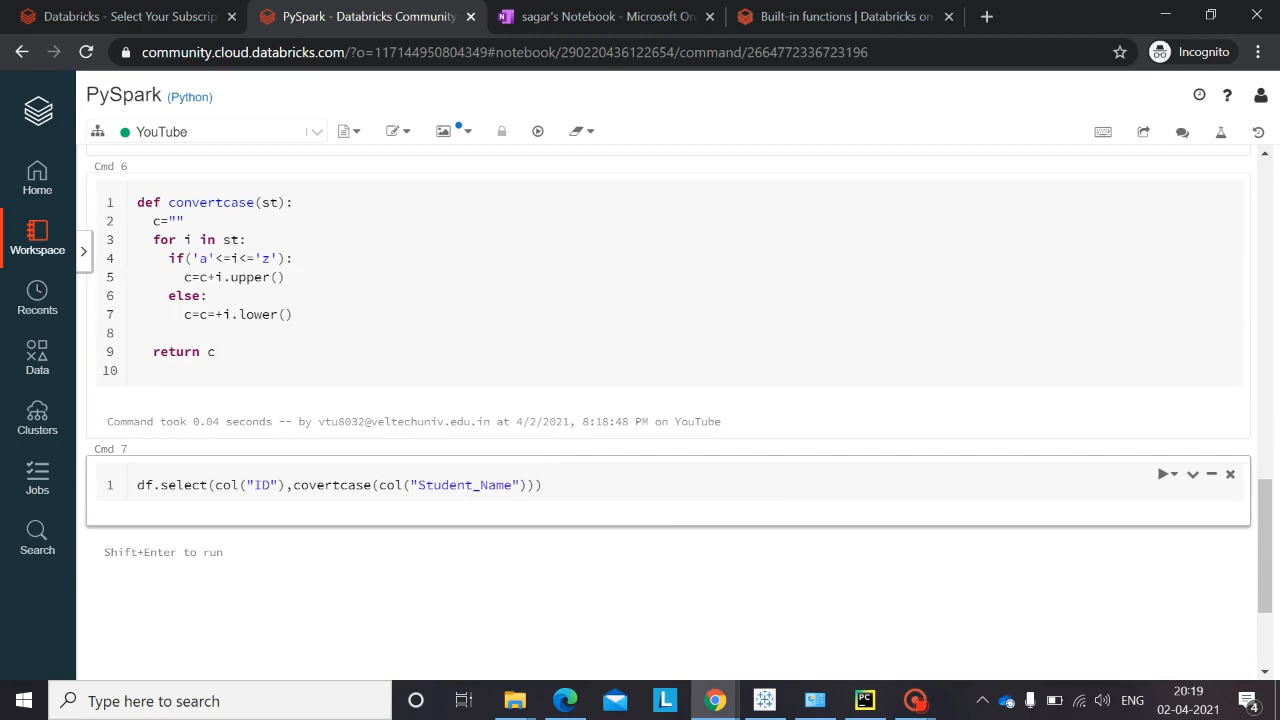 Databricks - Select Your Subscrip
PySpark - Databricks Community
sagar's Notebook - Microsoft On
Built-in functions | Databricks on
community.cloud.databricks.com/?o=117144950804349#notebook/290220436122654/command/2664772336723196
Incognito
PySpark (Python)
YouTube
Home
Workspace
Recents
Data
Clusters
Jobs
Search
Cmd 6
1 def convertcase(st):
2 c=""
3 for i in st:
4 if('a'<=i<='z'):
5 c=c+i.upper()
6 else:
7 c=c=+i.lower()
8
9 return c
10
Command took 0.04 seconds -- by vtu8032@veltechuniv.edu.in at 4/2/2021, 8:18:48 PM on YouTube
Cmd 7
1 df.select(col("ID"),covertcase(col("Student_Name")))
Shift+Enter to run
Type here to search
ENG
20:19
02-04-2021
4